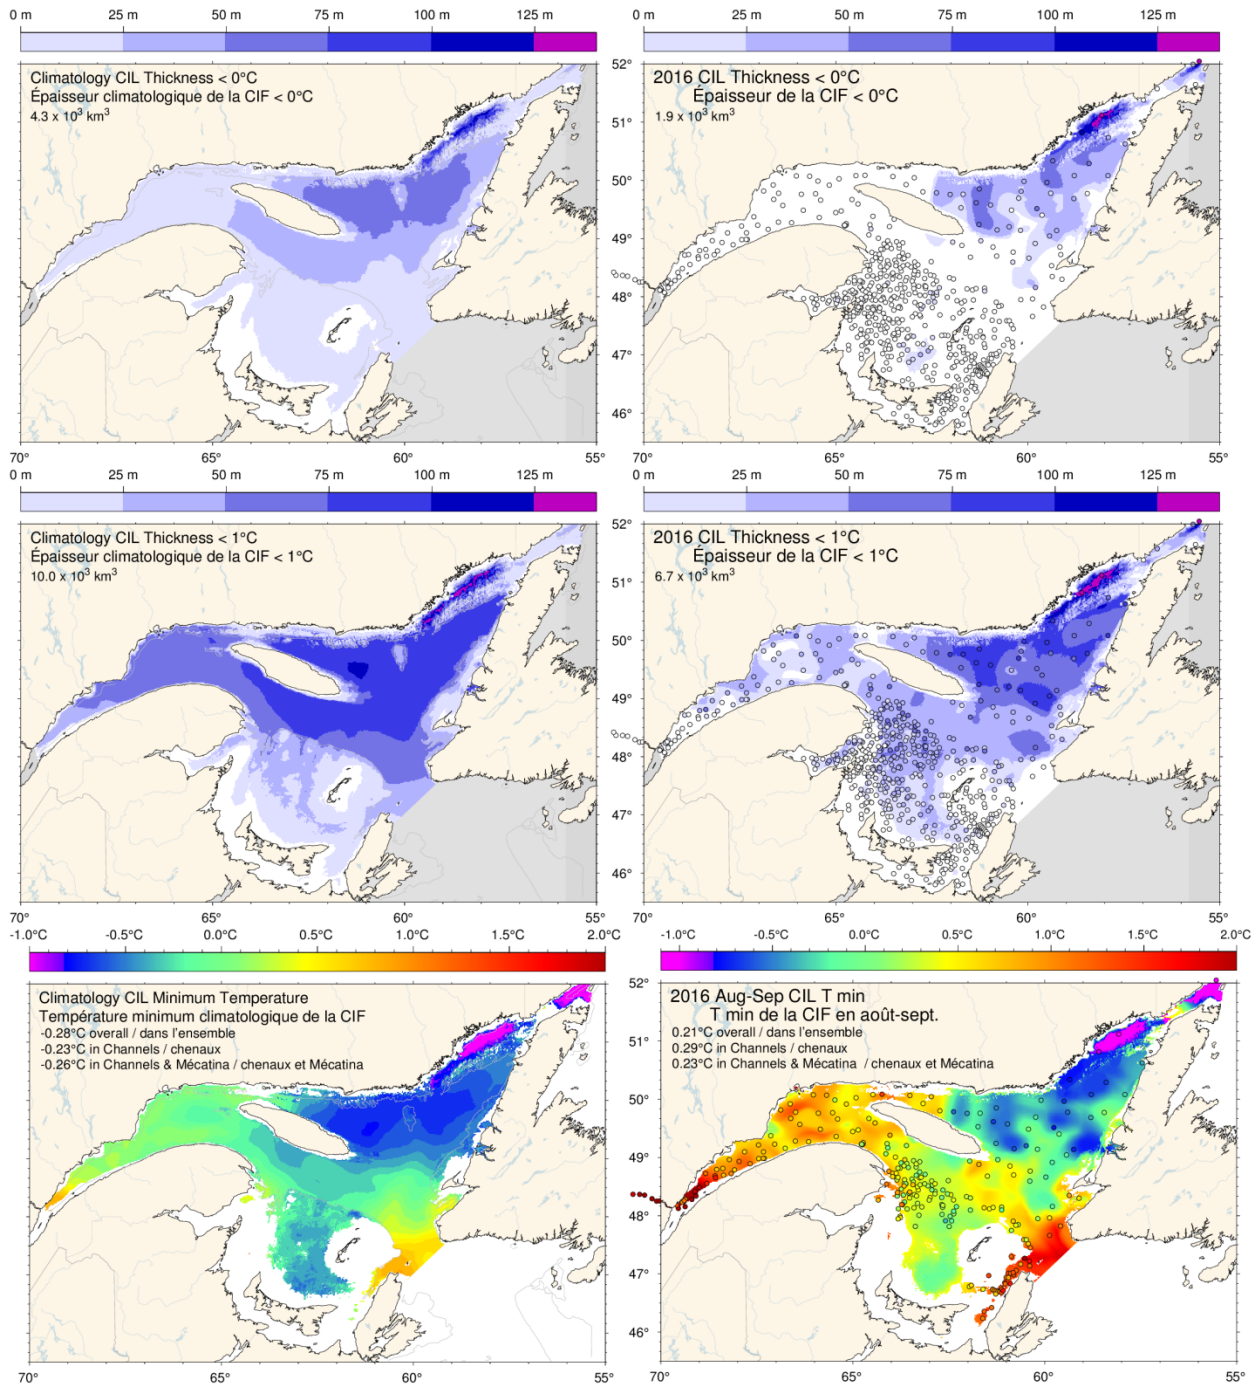 0 m 25 m 50 m 75 m 100 m 125 m
Climatology CIL Thickness < 0°C
Épaisseur climatologique de la CIF < 0°C
4.3 x 10³ km³
70° 65° 60° 55°
0 m 25 m 50 m 75 m 100 m 125 m
2016 CIL Thickness < 0°C
Épaisseur de la CIF < 0°C
1.9 x 10³ km³
52°
51°
50°
49°
48°
47°
46°
70° 65° 60° 55°
0 m 25 m 50 m 75 m 100 m 125 m
Climatology CIL Thickness < 1°C
Épaisseur climatologique de la CIF < 1°C
10.0 x 10³ km³
70° 65° 60° 55°
0 m 25 m 50 m 75 m 100 m 125 m
2016 CIL Thickness < 1°C
Épaisseur de la CIF < 1°C
6.7 x 10³ km³
52°
51°
50°
49°
48°
47°
46°
70° 65° 60° 55°
-1.0°C -0.5°C 0.0°C 0.5°C 1.0°C 1.5°C 2.0°C
Climatology CIL Minimum Temperature
Température minimum climatologique de la CIF
-0.28°C overall / dans l'ensemble
-0.23°C in Channels / chenaux
-0.26°C in Channels & Mécatina / chenaux et Mécatina
70° 65° 60° 55°
-1.0°C -0.5°C 0.0°C 0.5°C 1.0°C 1.5°C 2.0°C
2016 Aug-Sep CIL T min
T min de la CIF en août-sept.
0.21°C overall / dans l'ensemble
0.29°C in Channels / chenaux
0.23°C in Channels & Mécatina / chenaux et Mécatina
52°
51°
50°
49°
48°
47°
46°
65° 60° 55°